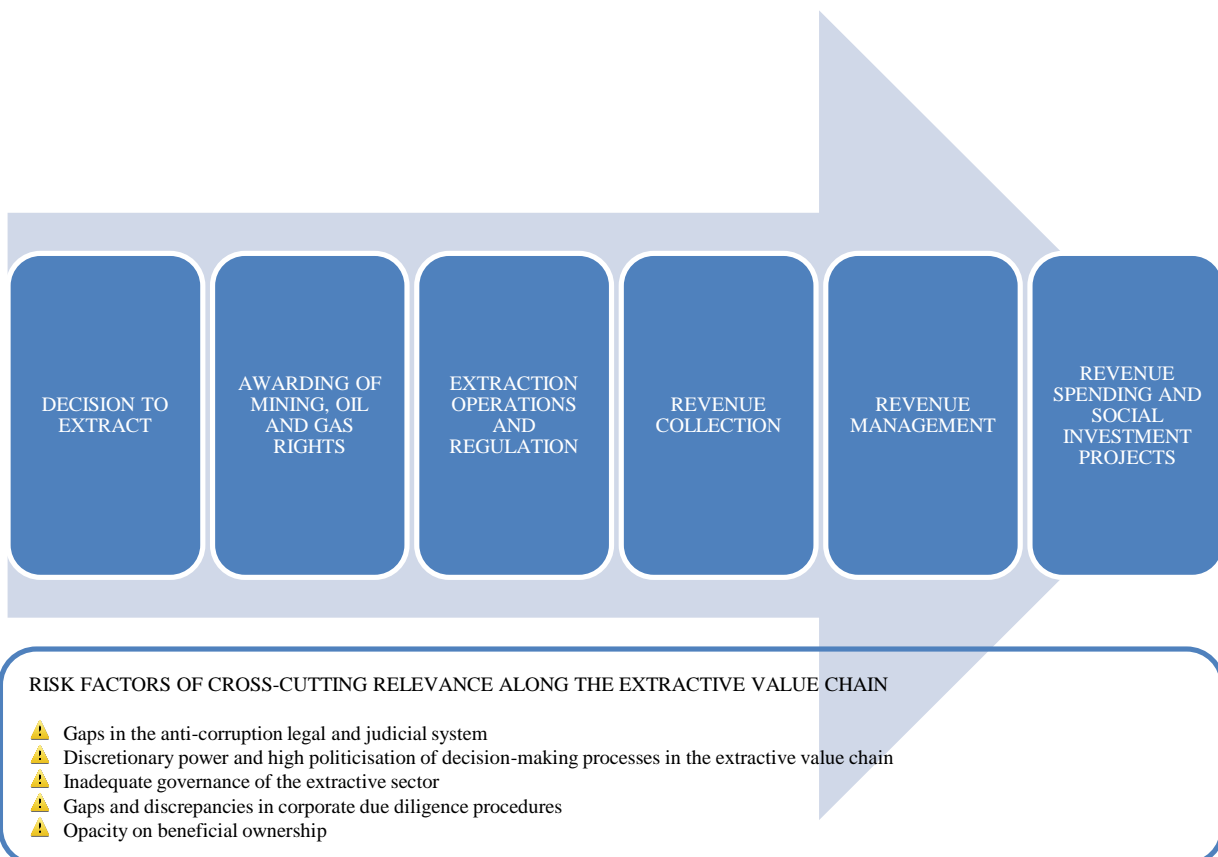 DECISION TO
EXTRACT
AWARDING OF
MINING, OIL
AND GAS
RIGHTS
EXTRACTION
OPERATIONS
AND
REGULATION
REVENUE
COLLECTION
REVENUE
MANAGEMENT
REVENUE
SPENDING AND
SOCIAL
INVESTMENT
PROJECTS
RISK FACTORS OF CROSS-CUTTING RELEVANCE ALONG THE EXTRACTIVE VALUE CHAIN
Gaps in the anti-corruption legal and judicial system
Discretionary power and high politicisation of decision-making processes in the extractive value chain
Inadequate governance of the extractive sector
Gaps and discrepancies in corporate due diligence procedures
Opacity on beneficial ownership